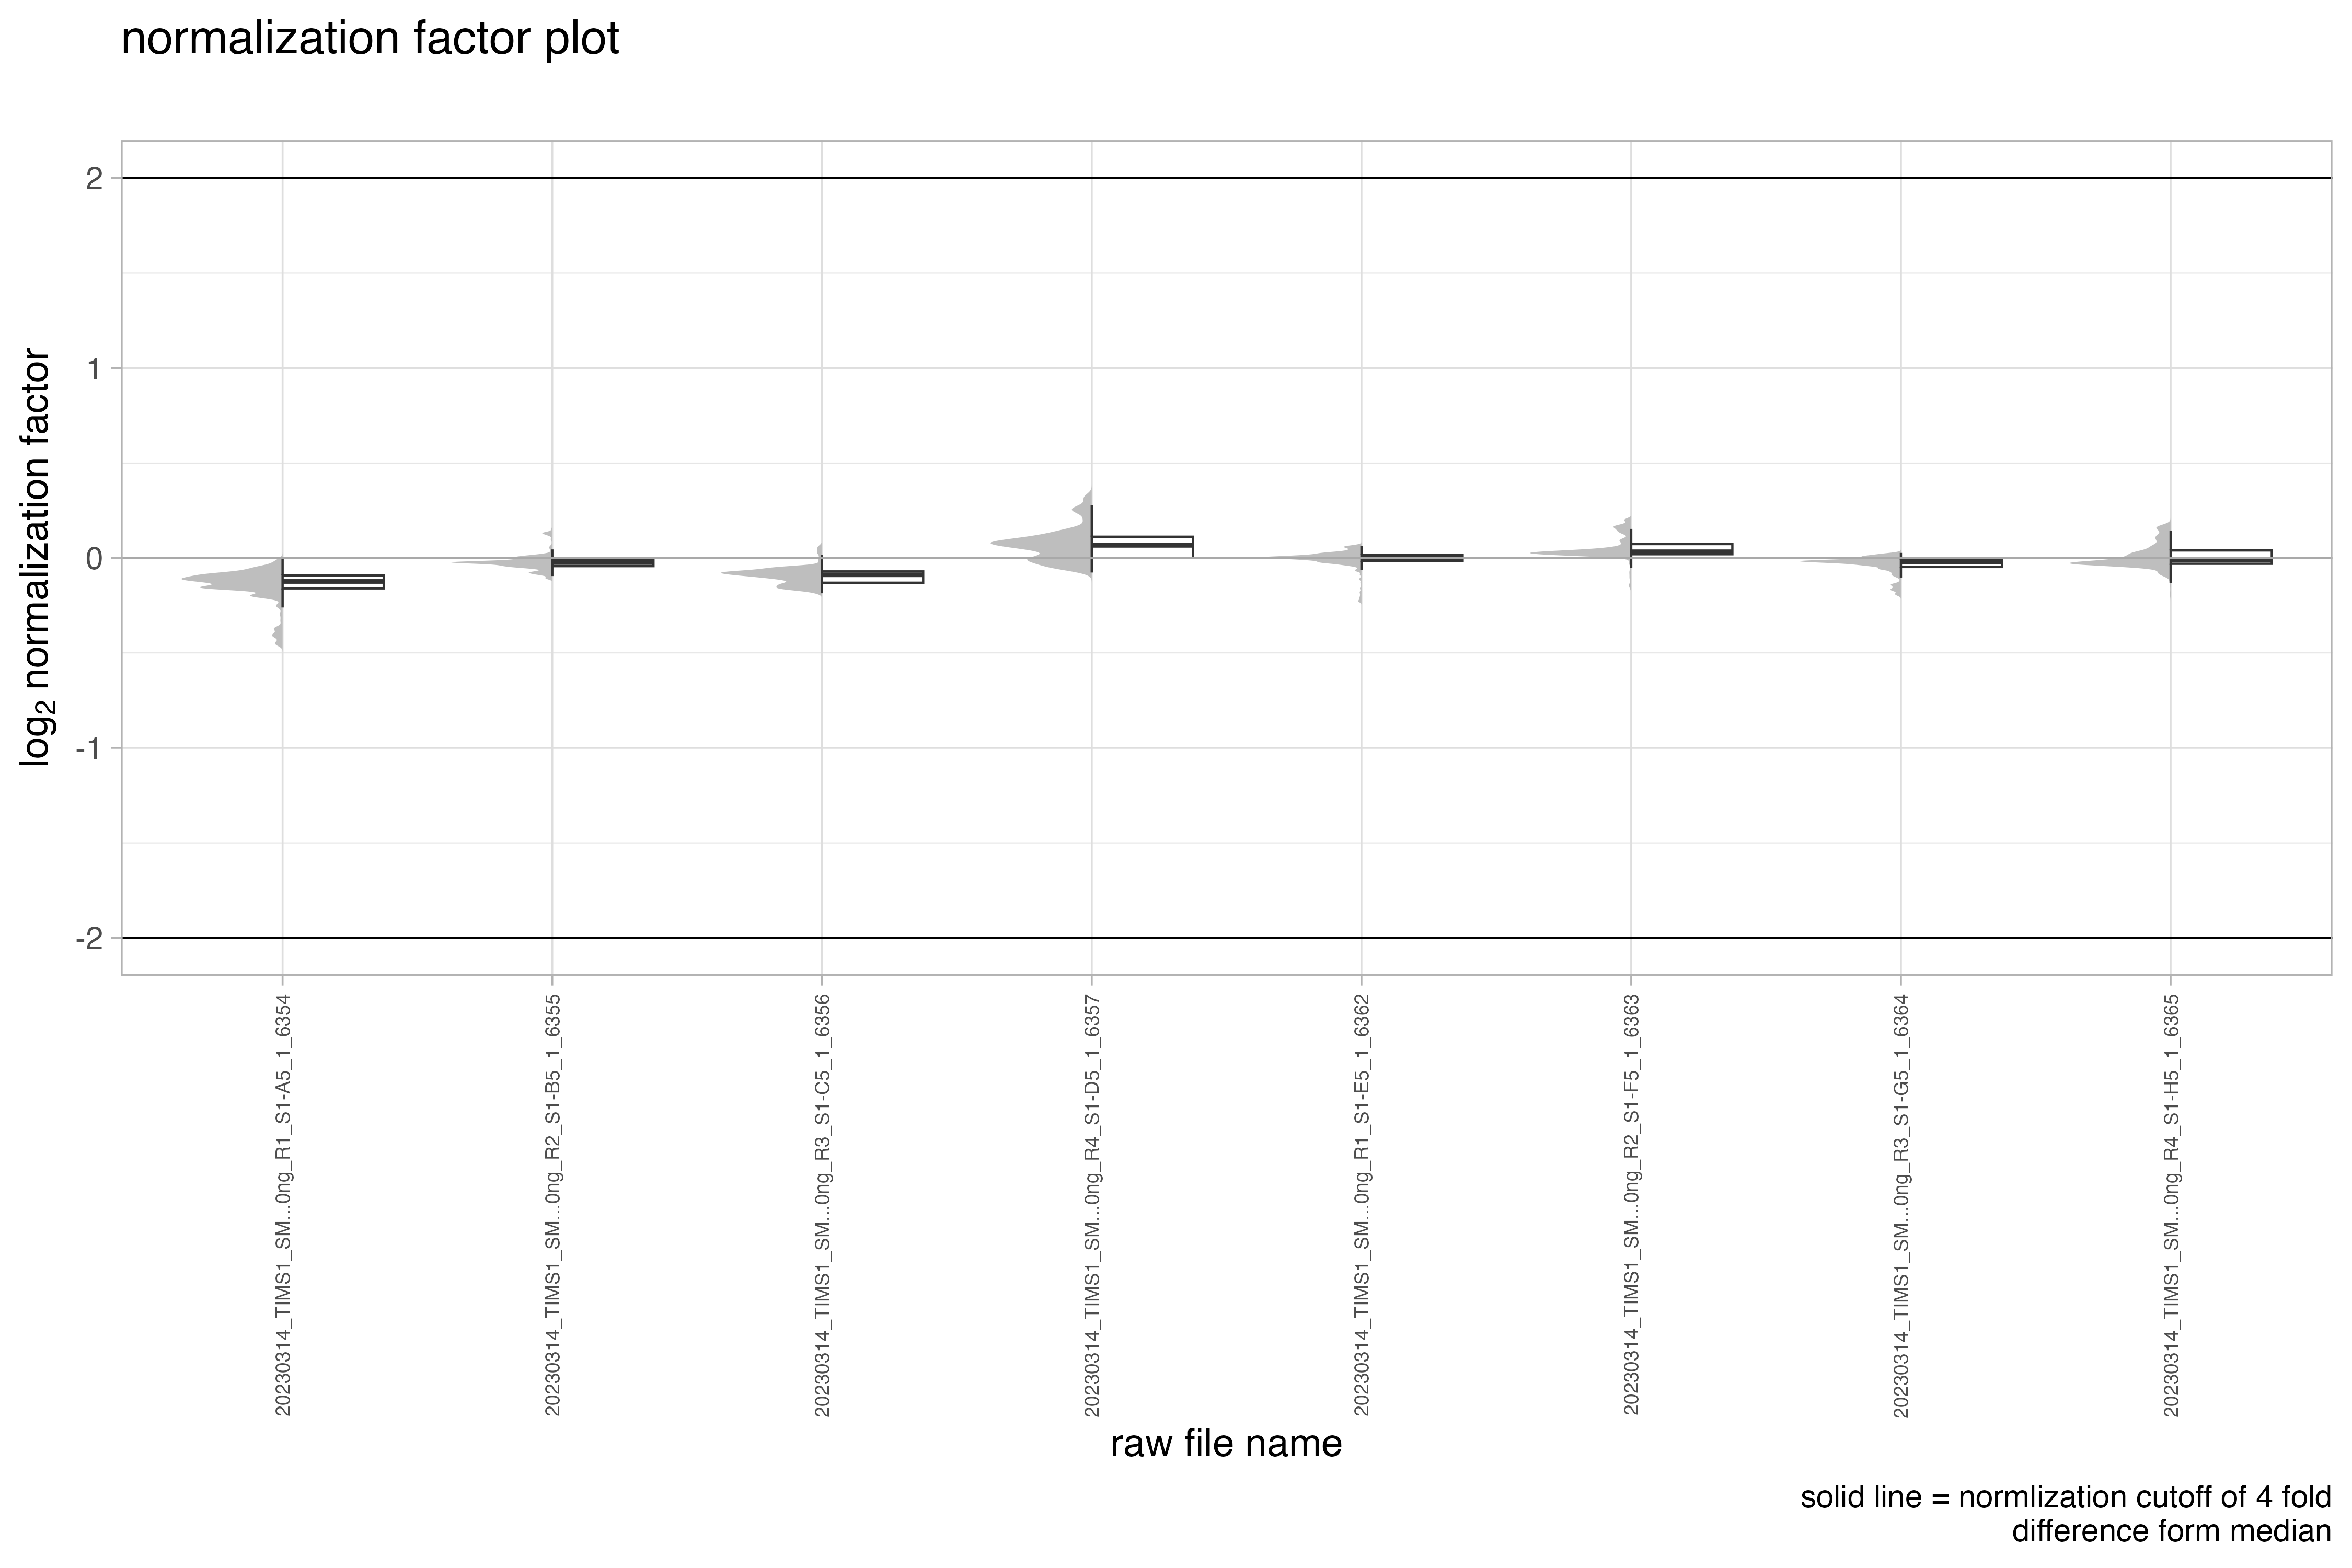 normalization factor plot
log2 normalization factor
2
1
0
-1
-2
20230314_TIMS1_SM...0ng_R1_S1-A5_1_6354
20230314_TIMS1_SM...0ng_R2_S1-B5_1_6355
20230314_TIMS1_SM...0ng_R3_S1-C5_1_6356
20230314_TIMS1_SM...0ng_R4_S1-D5_1_6357
20230314_TIMS1_SM...0ng_R1_S1-E5_1_6362
20230314_TIMS1_SM...0ng_R2_S1-F5_1_6363
20230314_TIMS1_SM...0ng_R3_S1-G5_1_6364
20230314_TIMS1_SM...0ng_R4_S1-H5_1_6365
raw file name
solid line = normlization cutoff of 4 fold
difference form median